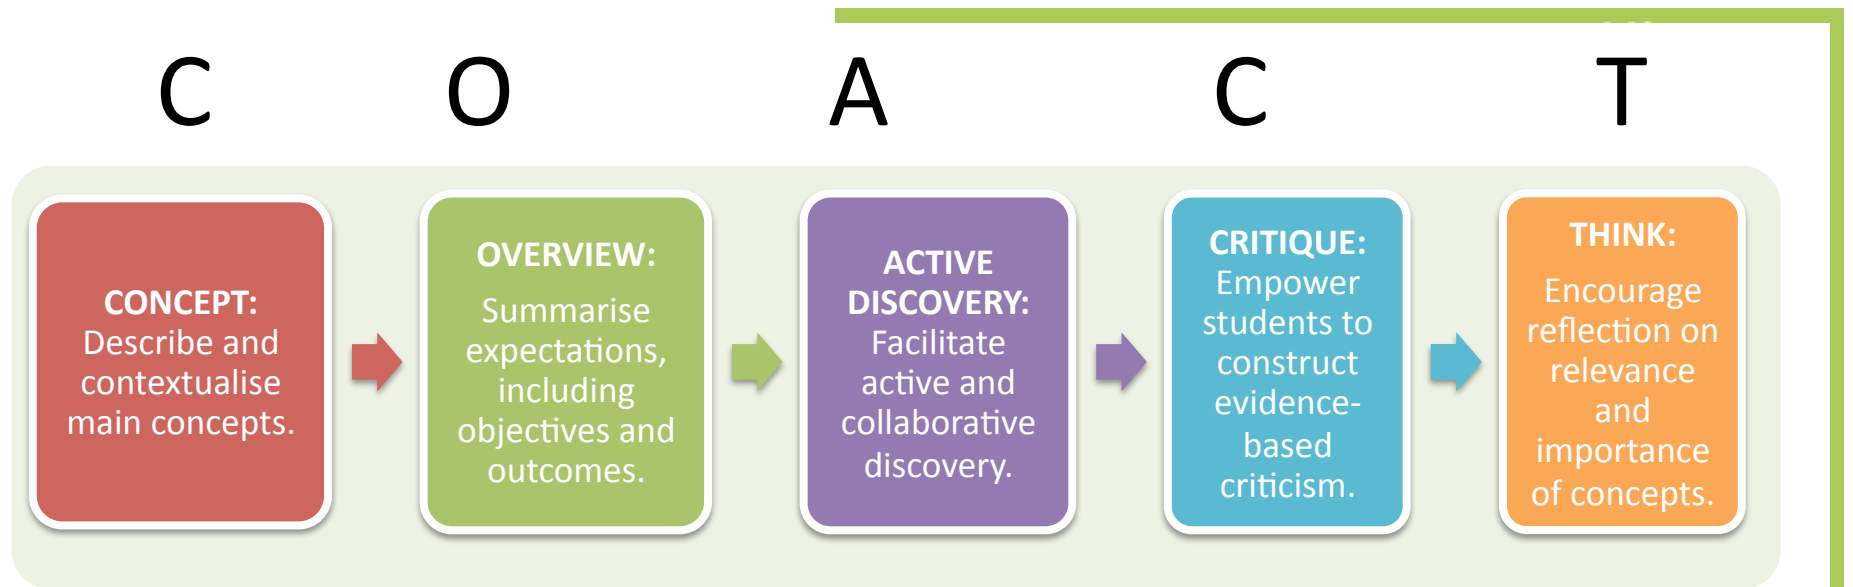 C O A C T
CONCEPT:
Describe and
contextualise
main concepts.
OVERVIEW:
Summarise
expectations,
including
objectives and
outcomes.
ACTIVE
DISCOVERY:
Facilitate
active and
collaborative
discovery.
CRITIQUE:
Empower
students to
construct
evidence-
based
criticism.
THINK:
Encourage
reflection on
relevance
and
importance
of concepts.